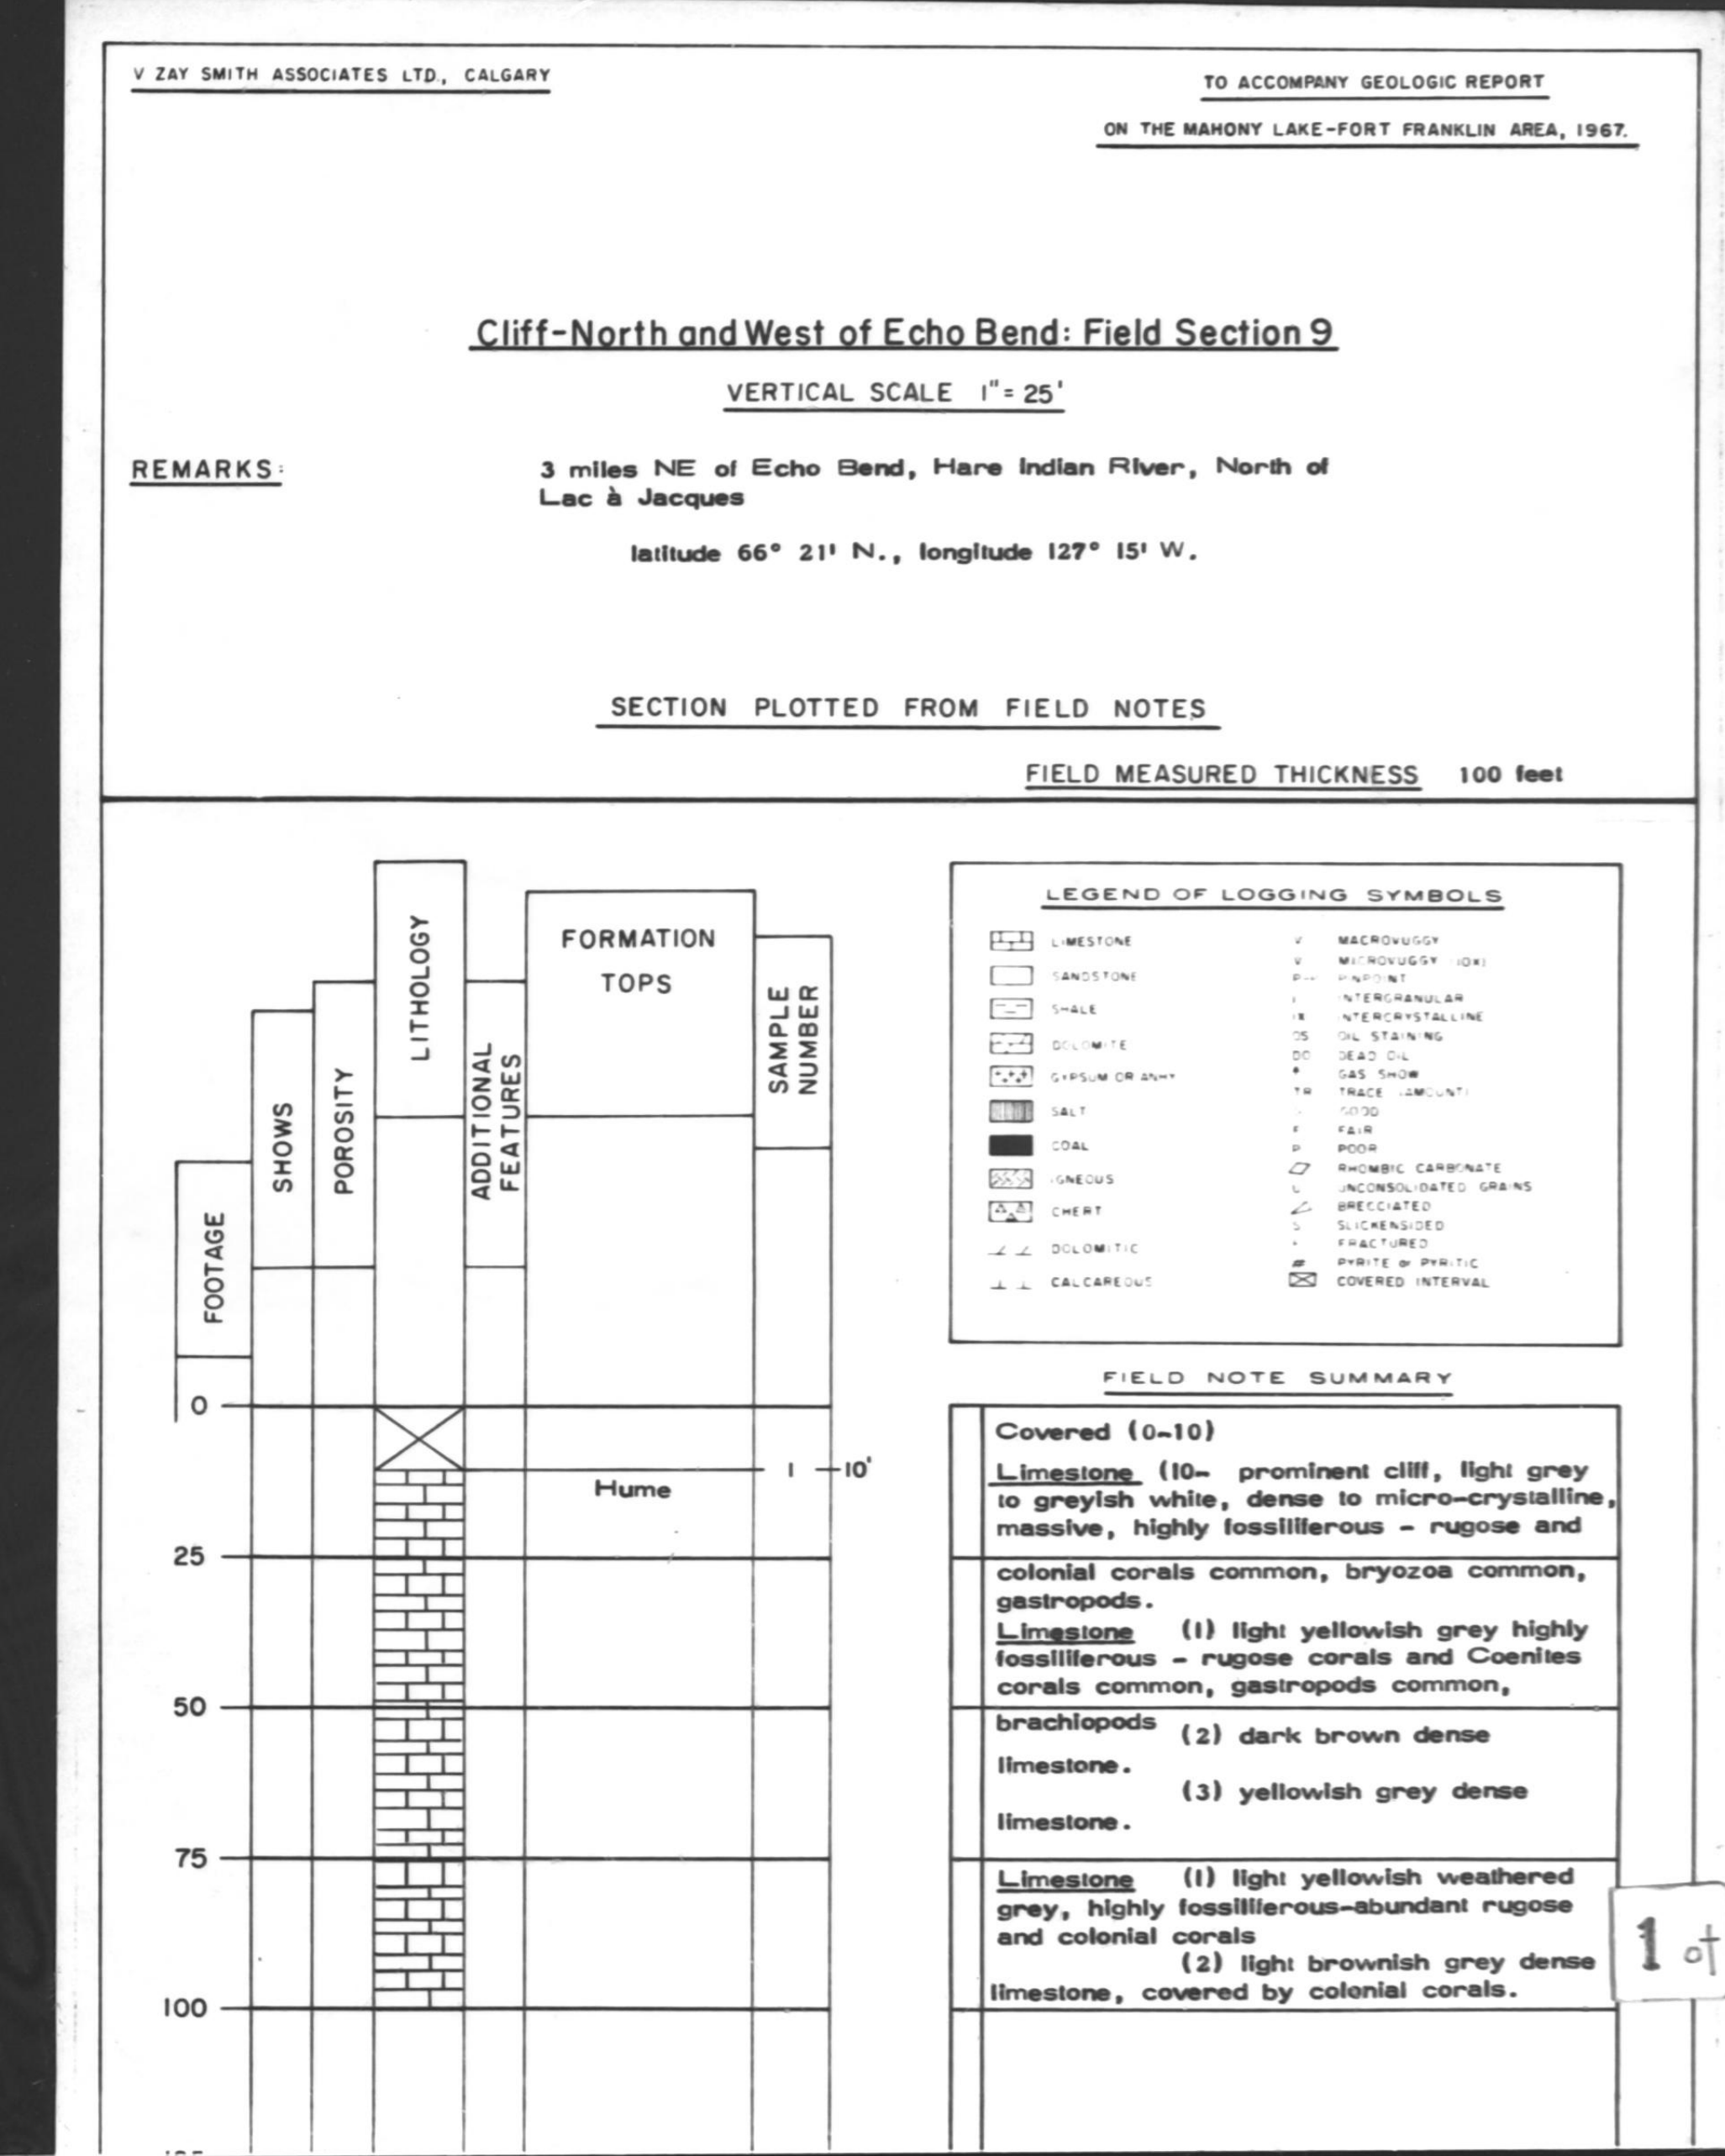 V ZAY SMITH ASSOCIATES LTD., CALGARY
TO ACCOMPANY GEOLOGIC REPORT
ON THE MAHONY LAKE-FORT FRANKLIN AREA, 1967.
Cliff-North and West of Echo Bend: Field Section 9
VERTICAL SCALE 1"= 25'
REMARKS:
3 miles NE of Echo Bend, Hare Indian River, North of
Lac à Jacques
latitude 66° 21' N., longitude 127° 15' W.
SECTION PLOTTED FROM FIELD NOTES
FIELD MEASURED THICKNESS 100 feet
FOOTAGE
SHOWS
POROSITY
LITHOLOGY
ADDITIONAL
FEATURES
FORMATION
TOPS
SAMPLE
NUMBER
0
1 10'
Hume
25
50
75
100
LEGEND OF LOGGING SYMBOLS
LIMESTONE
SANDSTONE
SHALE
DOLOMITE
GYPSUM OR ANHY
SALT
COAL
IGNEOUS
CHERT
DOLOMITIC
CALCAREOUS
V MACROVUGGY
V MICROVUGGY (10X)
PINPOINT
I INTERGRANULAR
IX INTERCRYSTALLINE
OS OIL STAINING
DO DEAD OIL
GAS SHOW
TR TRACE (AMOUNT)
GOOD
F FAIR
P POOR
RHOMBIC CARBONATE
U UNCONSOLIDATED GRAINS
BRECCIATED
S SLICKENSIDED
FRACTURED
PYRITE or PYRITIC
COVERED INTERVAL
FIELD NOTE SUMMARY
Covered (0-10)
Limestone (10- prominent cliff, light grey
to greyish white, dense to micro-crystalline,
massive, highly fossiliferous - rugose and
colonial corals common, bryozoa common,
gastropods.
Limestone (1) light yellowish grey highly
fossiliferous - rugose corals and Coenites
corals common, gastropods common,
brachiopods (2) dark brown dense
limestone.
(3) yellowish grey dense
limestone.
Limestone (1) light yellowish weathered
grey, highly fossiliferous-abundant rugose
and colonial corals
(2) light brownish grey dense
limestone, covered by colonial corals.
1 of